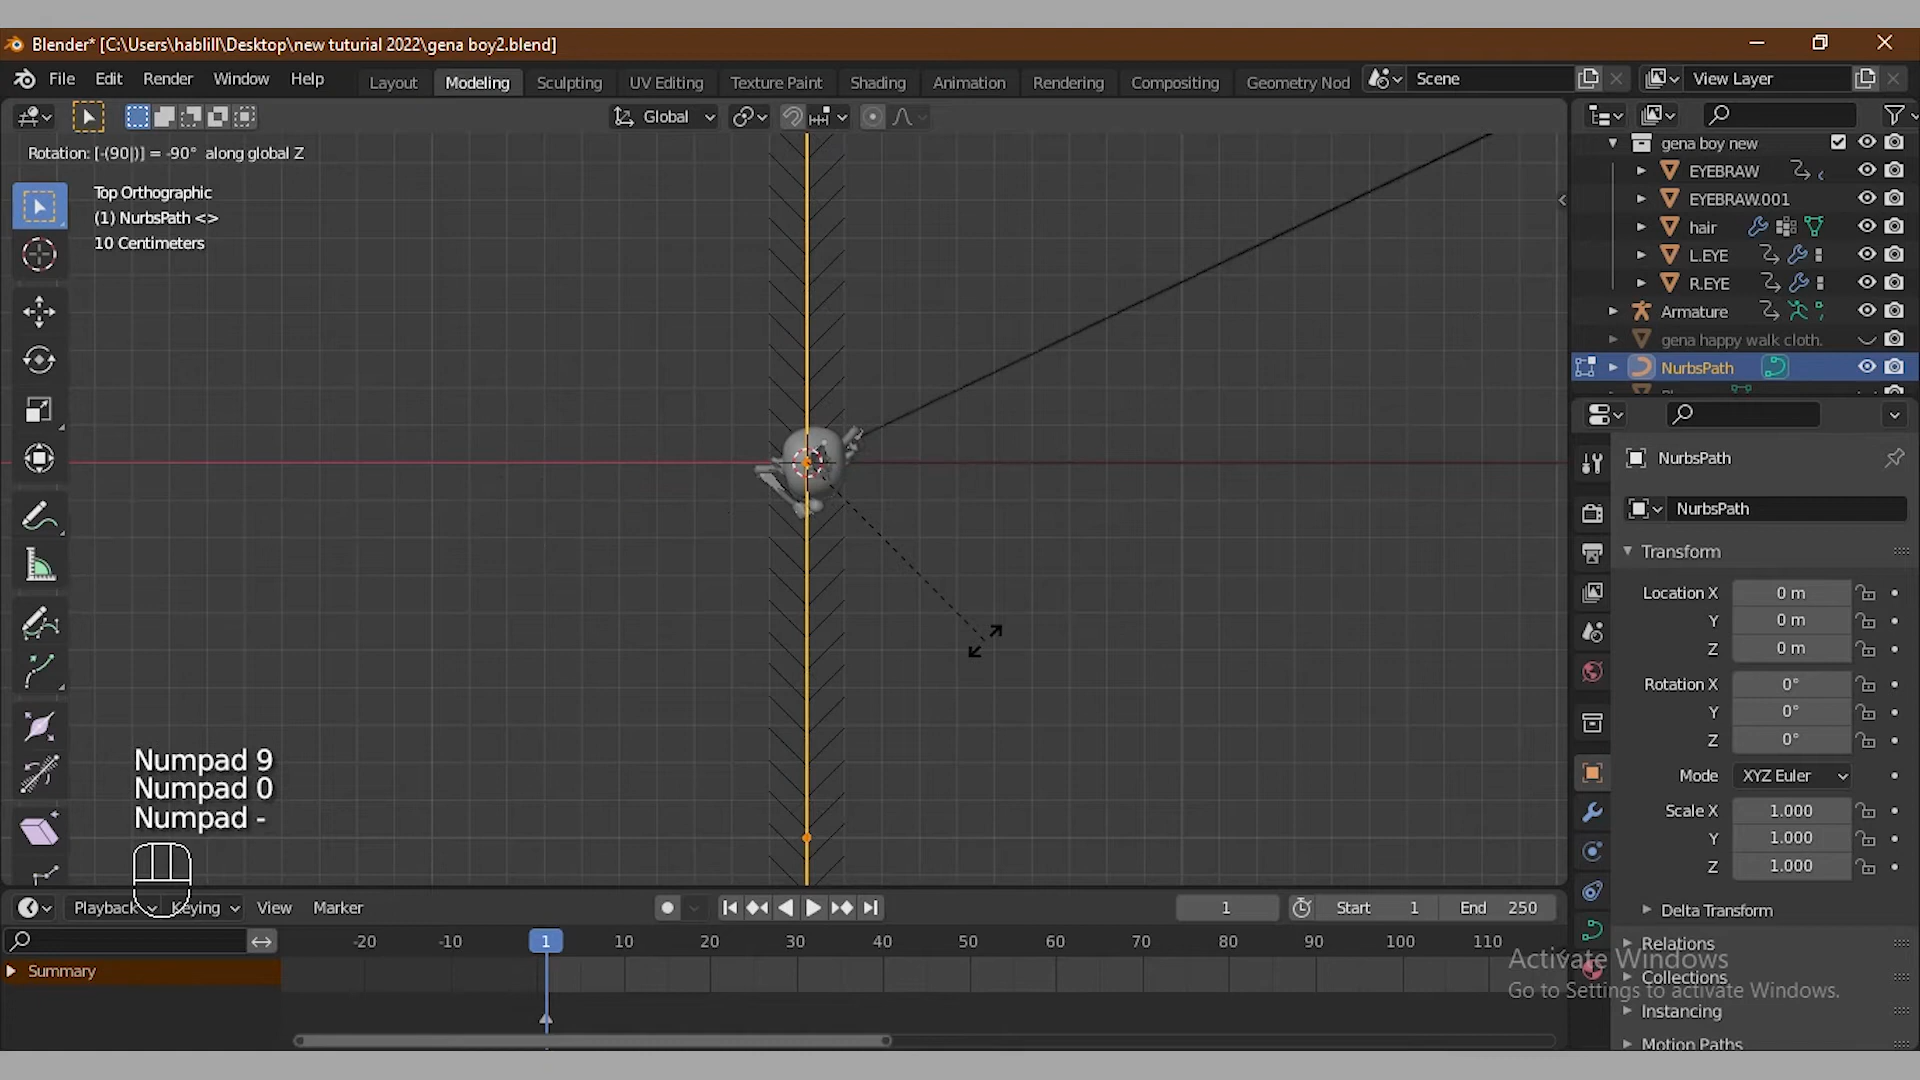 Blender* [C:\Users\hablill\Desktop\new tuturial 2022\gena boy2.blend]
File Edit Render Window Help Layout Modeling Sculpting UV Editing Texture Paint Shading Animation Rendering Compositing Geometry Nod Scene View Layer
Global
Rotation: [-(90|)] = -90° along global Z
Top Orthographic
(1) NurbsPath <>
10 Centimeters
gena boy new
EYEBRAW
EYEBRAW.001
hair
L.EYE
R.EYE
Armature
gena happy walk cloth.
NurbsPath
NurbsPath
NurbsPath
Transform
Location X 0 m
Y 0 m
Z 0 m
Rotation X 0°
Y 0°
Z 0°
Mode XYZ Euler
Scale X 1.000
Y 1.000
Z 1.000
Delta Transform
Relations
Collections
Instancing
Motion Paths
Numpad 9
Numpad 0
Numpad -
Playback Keying View Marker 1 Start 1 End 250
-20 -10 1 10 20 30 40 50 60 70 80 90 100 110
Summary
Activate Windows
Go to Settings to activate Windows.